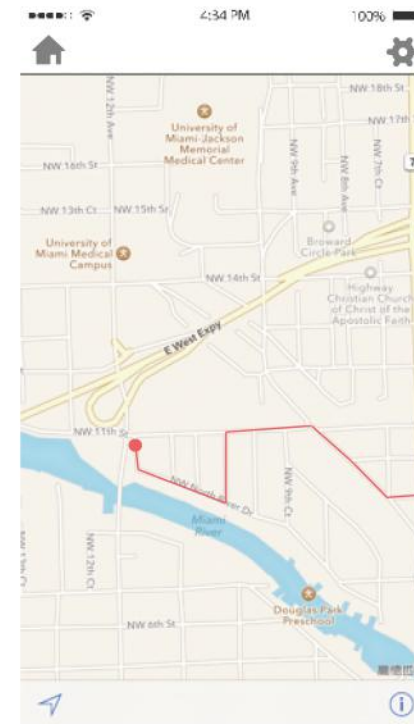 4:34 PM
100%
NW 18th St
NW 12th Ave
University of
Miami-Jackson
Memorial
Medical Center
NW 17th
NW 9th Ave
NW 8th Ave
NW 7th Ct
7
NW 16th St
NW 13th Ct
NW 15th St
University of
Miami Medical
Campus
Broward
Circle Park
NW 14th St
Highway
Christian Church
of Christ of the
Apostolic Faith
E West Expy
NW 11th St
NW North River Dr
NW 9th Ct
Miami
River
NW 12th Ct
NW 13th Ct
Douglas Park
Preschool
NW 6th St